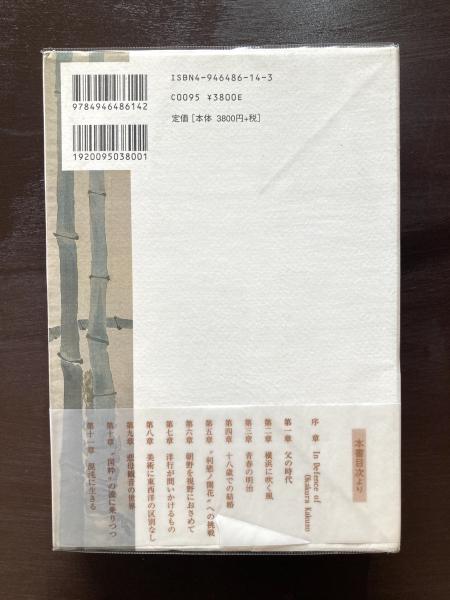 9784946486142
1920095038001
ISBN4-946486-14-3
C0095 ¥3800E
定価[本体 3800円+税]
本書目次より
序 章 In Defence of
Okakura Kakuzo
第一章 父の時代
第二章 横浜に吹く風
第三章 青春の明治
第四章 十八歳での結婚
第五章 〝利慾ノ開花〟への挑戦
第六章 朝野を視野におさめて
第七章 洋行が問いかけるもの
第八章 美術に東西洋の区別なし
第九章 悲母観音の世界
第十章 〝国粋〟の波に乗りつつ
第十一章 混沌に生きる